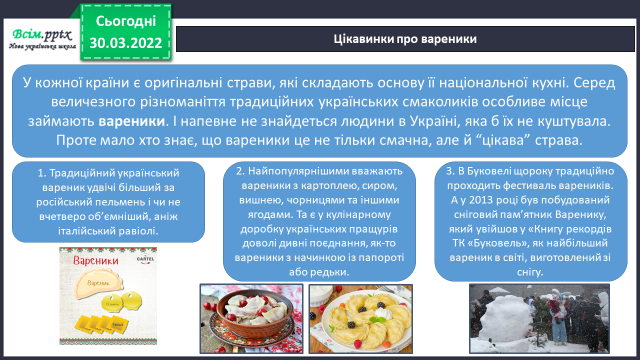 Всім.pptx
Нова українська школа
Сьогодні
30.03.2022
Цікавинки про вареники
У кожної країни є оригінальні страви, які складають основу її національної кухні. Серед
величезного різноманіття традиційних українських смаколиків особливе місце
займають вареники. І напевне не знайдеться людини в Україні, яка б їх не куштувала.
Проте мало хто знає, що вареники це не тільки смачна, але й “цікава” страва.
1. Традиційний український
вареник удвічі більший за
російський пельмень і чи не
вчетверо об’ємніший, аніж
італійський равіолі.
2. Найпопулярнішими вважають
вареники з картоплею, сиром,
вишнею, чорницями та іншими
ягодами. Та є у кулінарному
доробку українських пращурів
доволі дивні поєднання, як-то
вареники з начинкою із папороті
або редьки.
3. В Буковелі щороку традиційно
проходить фестиваль вареників.
А у 2013 році був побудований
сніговий пам’ятник Варенику,
який увійшов у «Книгу рекордів
ТК «Буковель», як найбільший
вареник в світі, виготовлений зі
снігу.
Вареники
CARTEL
Вареник